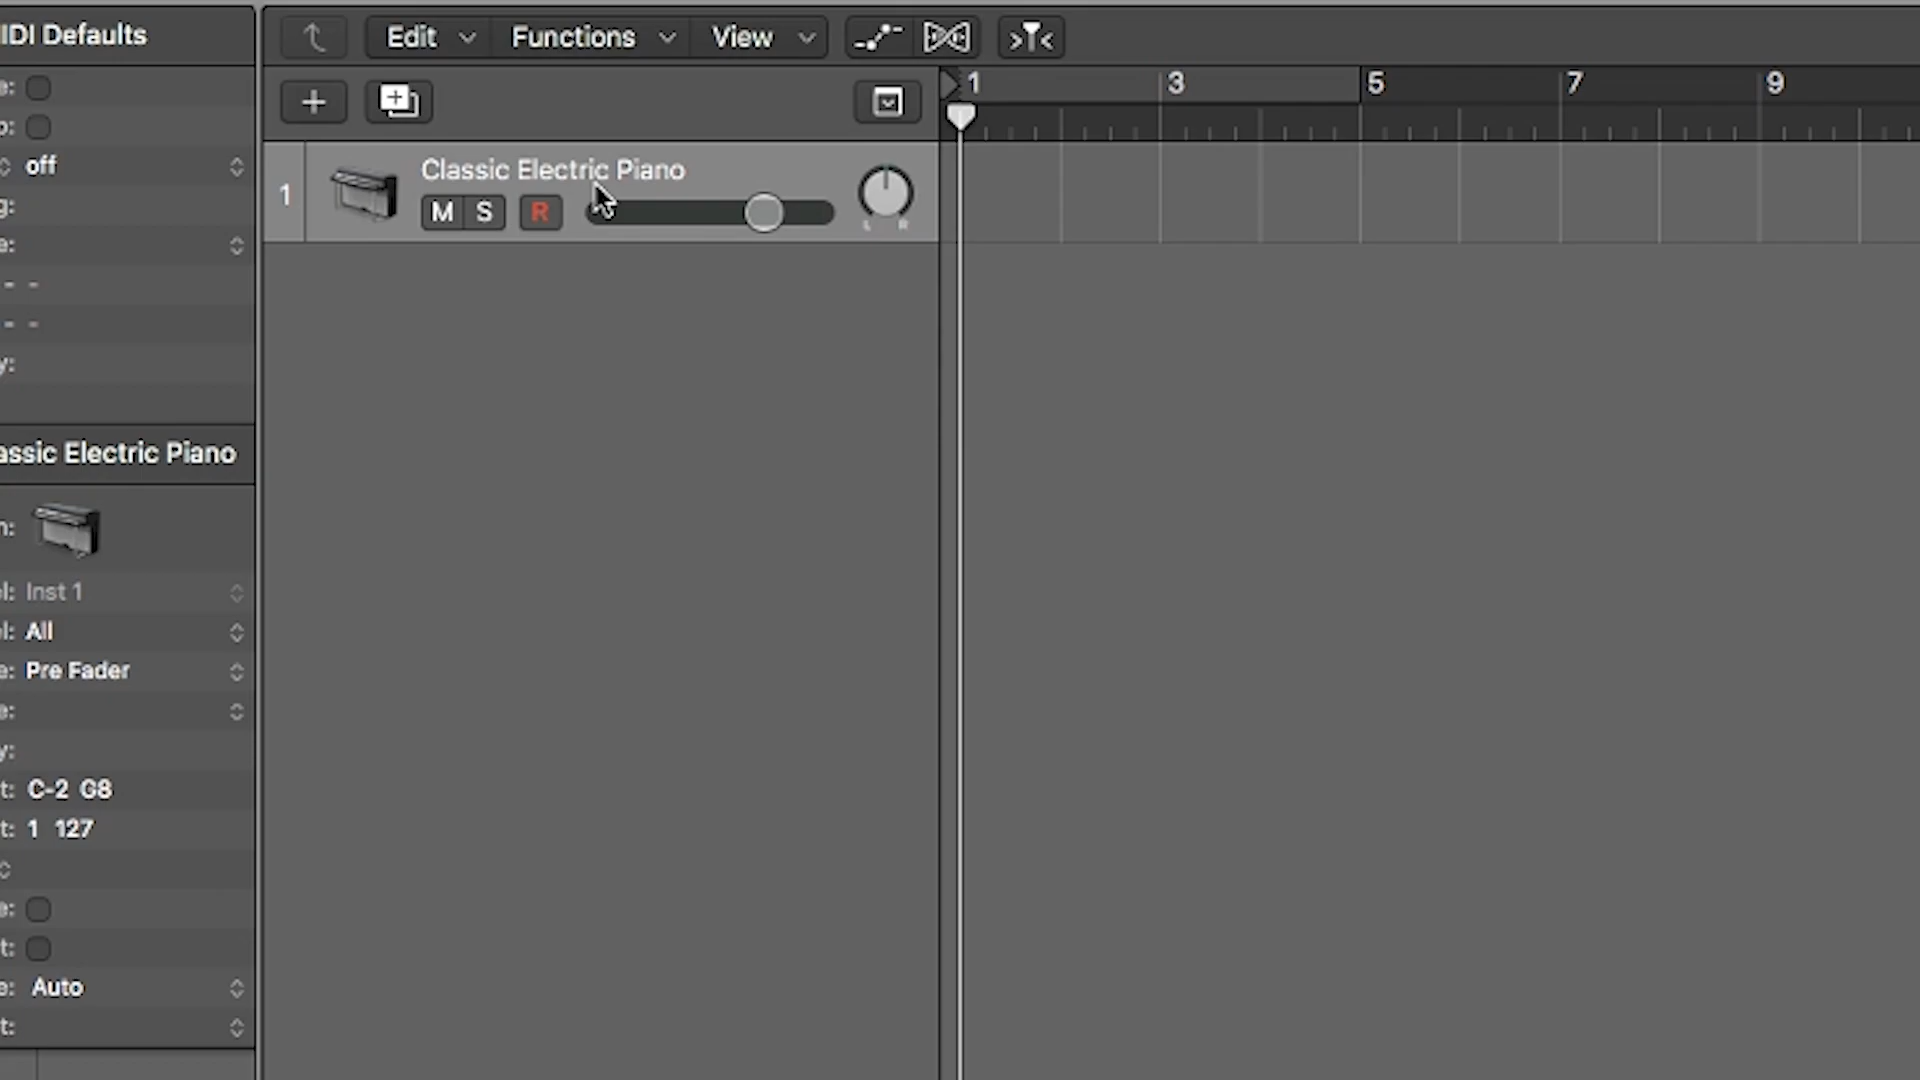 IDI Defaults
e:
o:
off
g:
e:
- -
- -
y:
assic Electric Piano
n:
l: Inst 1
l: All
e: Pre Fader
e:
y:
t: C-2 G8
t: 1 127
e:
t:
e: Auto
t:
Edit Functions View
1 3 5 7 9
1 Classic Electric Piano
M S R
L R